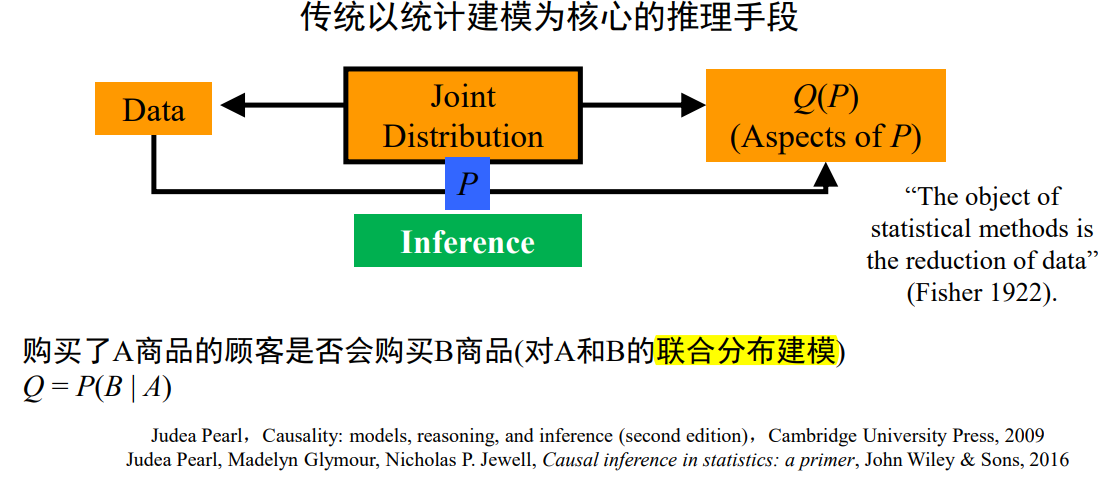 传统以统计建模为核心的推理手段
Data
Joint
Distribution
Q(P)
(Aspects of P)
P
Inference
“The object of
statistical methods is
the reduction of data”
(Fisher 1922).
购买了A商品的顾客是否会购买B商品(对A和B的联合分布建模)
Q = P(B | A)
Judea Pearl，Causality: models, reasoning, and inference (second edition)，Cambridge University Press, 2009
Judea Pearl, Madelyn Glymour, Nicholas P. Jewell, Causal inference in statistics: a primer, John Wiley & Sons, 2016